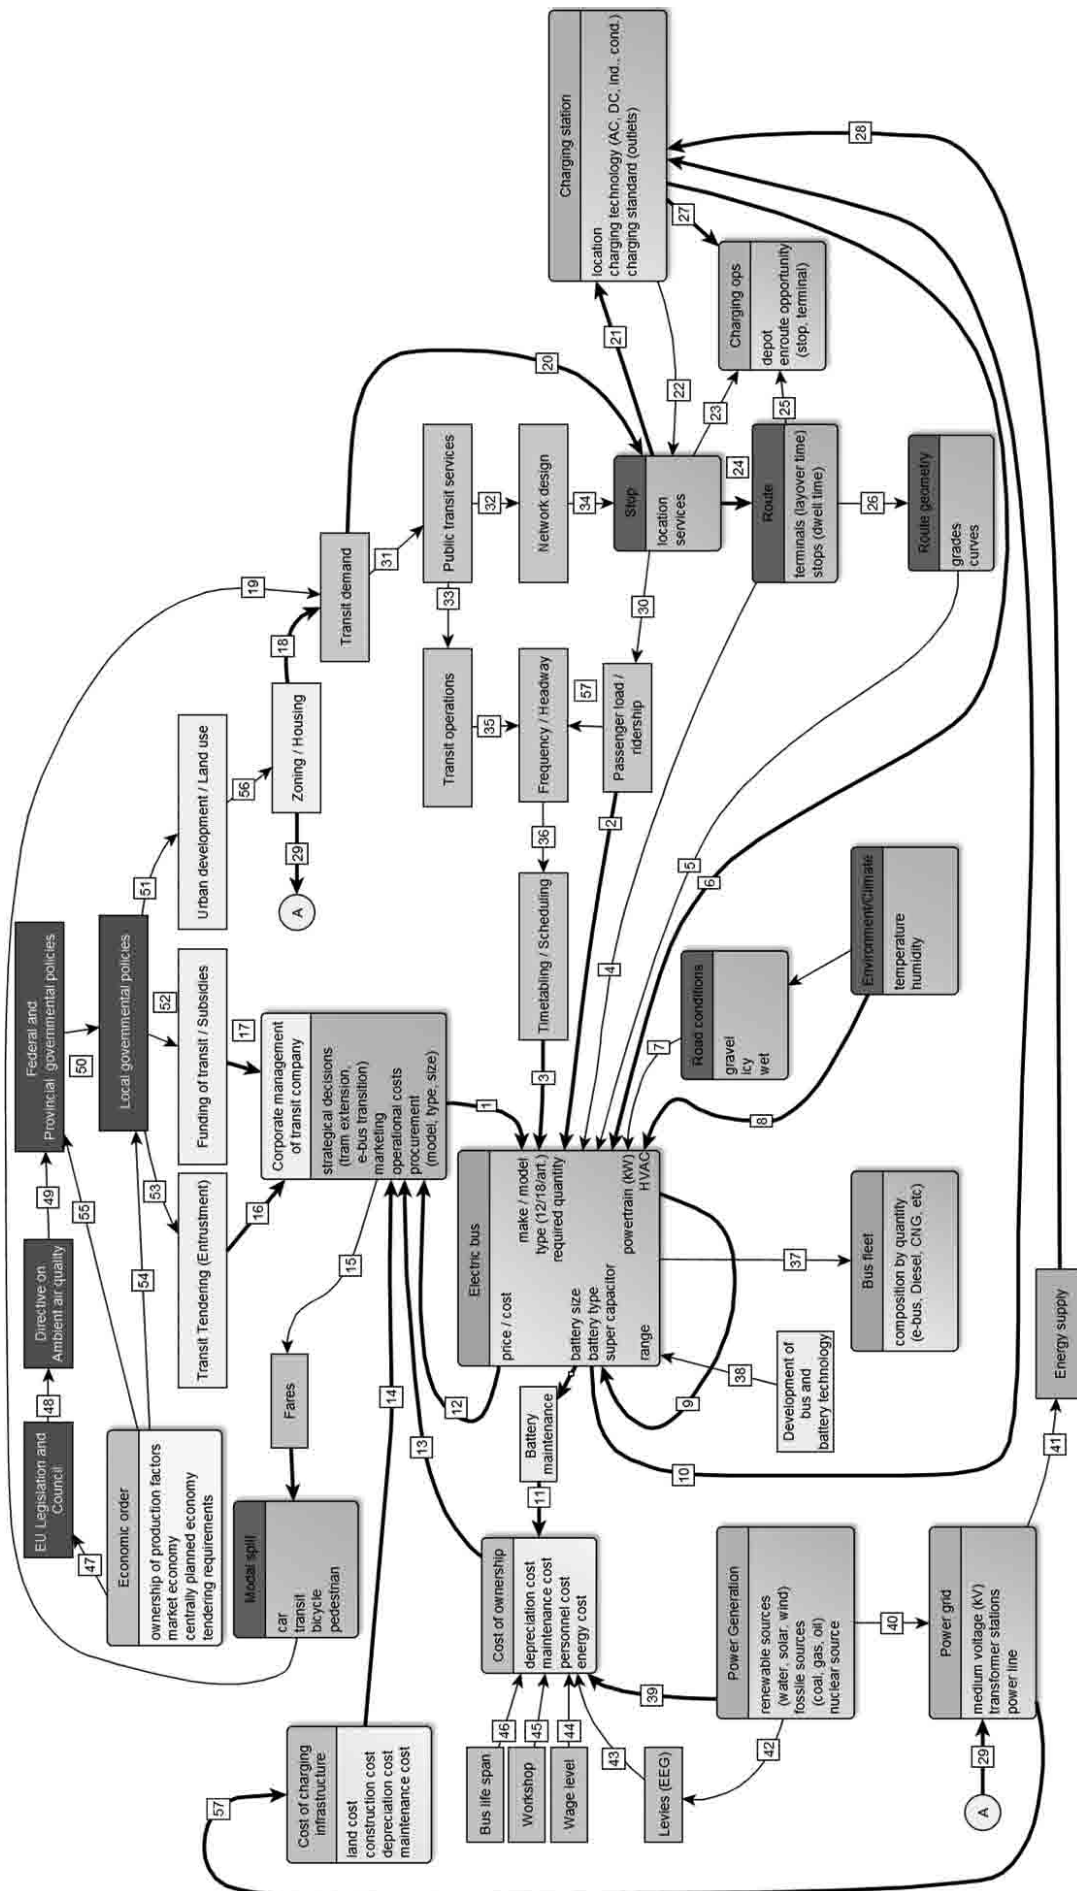 EU Legislation and
Council
48
Directive on
Ambient air quality
49
Federal and
Provincial governmental policies
47
55
50
Economic order
ownership of production factors
market economy
centrally planned economy
tendering requirements
54
Local governmental policies
53
52
51
Transit Tendering (Entrustment)
Funding of transit / Subsidies
Urban development / Land use
16
17
56
19
Modal split
car
transit
bicycle
pedestrian
Fares
15
Corporate management
of transit company
strategical decisions
(tram extension,
e-bus transition)
marketing
operational costs
procurement
(model, type, size)
A
29
Zoning / Housing
18
Transit demand
57
Cost of charging
infrastructure
land cost
construction cost
depreciation cost
maintenance cost
14
13
12
1
31
20
Transit operations
33
Public transit services
35
32
Bus life span
46
Workshop
45
Wage level
44
Levies (EEG)
43
Cost of ownership
depreciation cost
maintenance cost
personnel cost
energy cost
11
Battery
maintenance
Electric bus
price / cost
make / model
type (12/18/art.)
required quantity
battery size
battery type
super capacitor
powertrain (kW)
HVAC
range
3
Timetabling / Scheduling
36
Frequency / Headway
Network design
34
57
2
Passenger load /
ridership
30
Stop
location
services
21
22
23
24
Charging station
location
charging technology (AC, DC, ind., cond.)
charging standard (outlets)
27
28
Charging ops
depot
enroute opportunity
(stop, terminal)
25
Route
terminals (layover time)
stops (dwell time)
26
4
5
6
7
Road conditions
gravel
icy
wet
8
9
10
38
37
39
42
Power Generation
renewable sources
(water, solar, wind)
fossile sources
(coal, gas, oil)
nuclear source
Development of
bus and
battery technology
Bus fleet
composition by quantity
(e-bus, Diesel, CNG, etc)
Environment/Climate
temperature
humidity
Route geometry
grades
curves
40
A
29
Power grid
medium voltage (kV)
transformer stations
power line
41
Energy supply